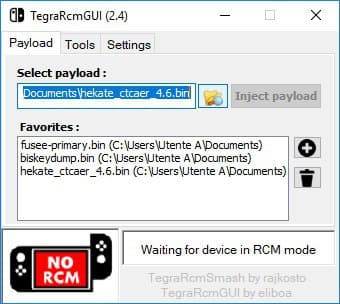 TegraRcmGUI (2.4)
Payload Tools Settings
Select payload :
Documents\hekate_ctcaer_4.6.bin
Inject payload
Favorites :
fusee-primary.bin (C:\Users\Utente A\Documents)
biskeydump.bin (C:\Users\Utente A\Documents)
hekate_ctcaer_4.6.bin (C:\Users\Utente A\Documents)
NO
RCM
Waiting for device in RCM mode
TegraRcmSmash by rajkosto
TegraRcmGUI by eliboa